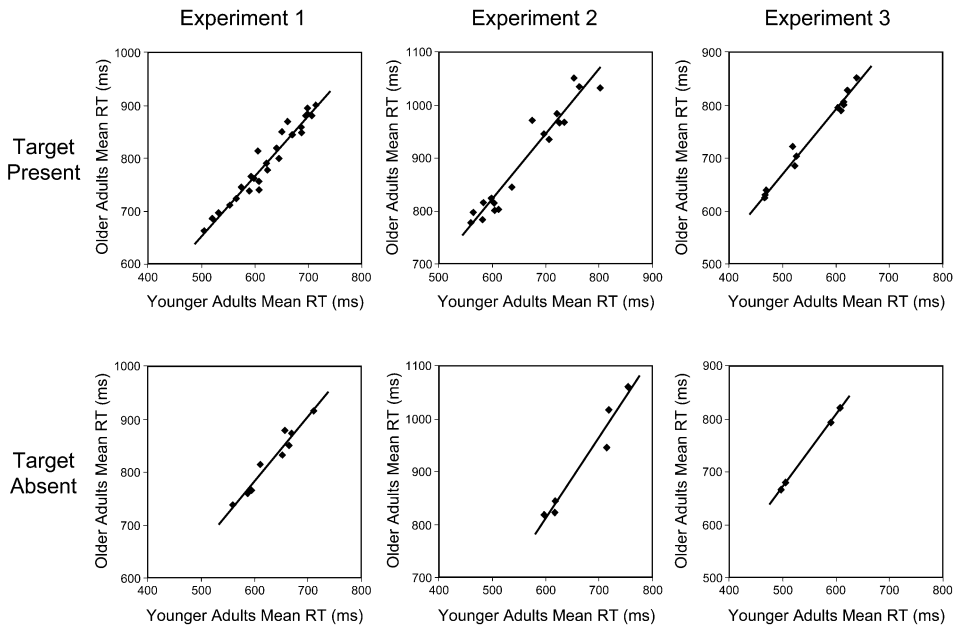 Experiment 1
Experiment 2
Experiment 3
Target
Present
Older Adults Mean RT (ms)
1000
900
800
700
600
400 500 600 700 800
Younger Adults Mean RT (ms)
Older Adults Mean RT (ms)
1100
1000
900
800
700
500 600 700 800 900
Younger Adults Mean RT (ms)
Older Adults Mean RT (ms)
900
800
700
600
500
400 500 600 700 800
Younger Adults Mean RT (ms)
Target
Absent
Older Adults Mean RT (ms)
1000
900
800
700
600
400 500 600 700 800
Younger Adults Mean RT (ms)
Older Adults Mean RT (ms)
1100
1000
900
800
700
400 500 600 700 800
Younger Adults Mean RT (ms)
Older Adults Mean RT (ms)
900
800
700
600
500
400 500 600 700 800
Younger Adults Mean RT (ms)